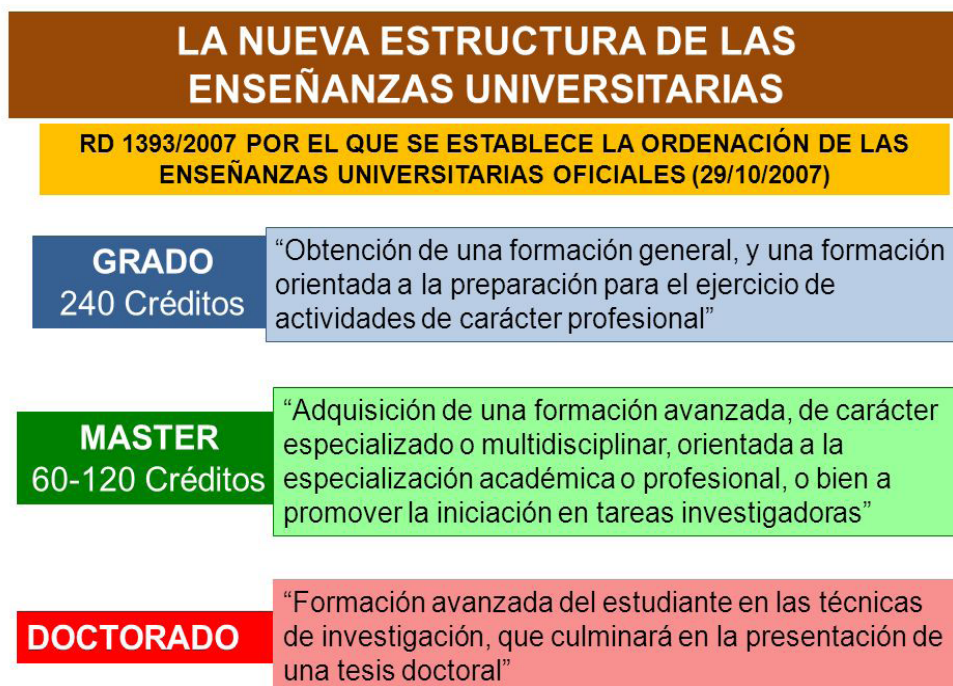 LA NUEVA ESTRUCTURA DE LAS
ENSEÑANZAS UNIVERSITARIAS
RD 1393/2007 POR EL QUE SE ESTABLECE LA ORDENACIÓN DE LAS
ENSEÑANZAS UNIVERSITARIAS OFICIALES (29/10/2007)
GRADO
240 Créditos
“Obtención de una formación general, y una formación
orientada a la preparación para el ejercicio de
actividades de carácter profesional”
MASTER
60-120 Créditos
“Adquisición de una formación avanzada, de carácter
especializado o multidisciplinar, orientada a la
especialización académica o profesional, o bien a
promover la iniciación en tareas investigadoras”
DOCTORADO
“Formación avanzada del estudiante en las técnicas
de investigación, que culminará en la presentación de
una tesis doctoral”